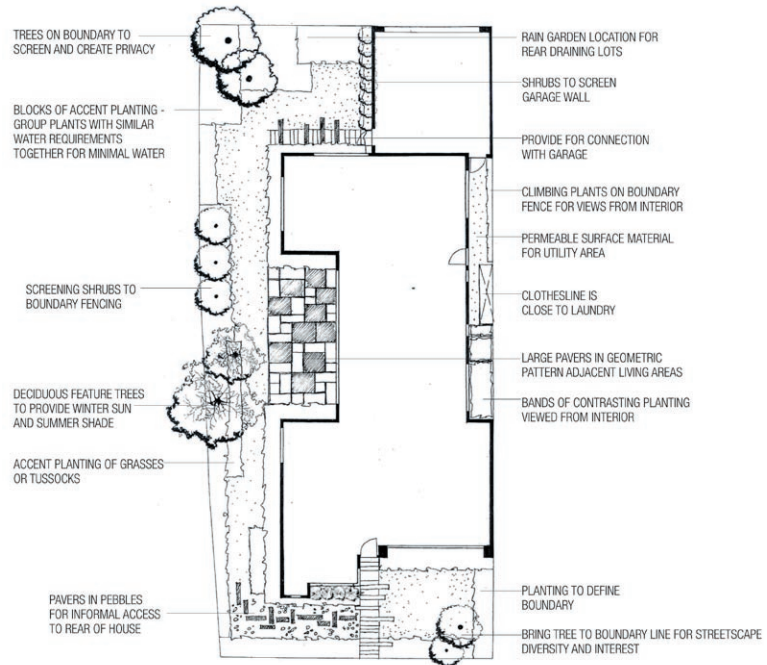 TREES ON BOUNDARY TO
SCREEN AND CREATE PRIVACY
BLOCKS OF ACCENT PLANTING -
GROUP PLANTS WITH SIMILAR
WATER REQUIREMENTS
TOGETHER FOR MINIMAL WATER
SCREENING SHRUBS TO
BOUNDARY FENCING
DECIDUOUS FEATURE TREES
TO PROVIDE WINTER SUN
AND SUMMER SHADE
ACCENT PLANTING OF GRASSES
OR TUSSOCKS
PAVERS IN PEBBLES
FOR INFORMAL ACCESS
TO REAR OF HOUSE
RAIN GARDEN LOCATION FOR
REAR DRAINING LOTS
SHRUBS TO SCREEN
GARAGE WALL
PROVIDE FOR CONNECTION
WITH GARAGE
CLIMBING PLANTS ON BOUNDARY
FENCE FOR VIEWS FROM INTERIOR
PERMEABLE SURFACE MATERIAL
FOR UTILITY AREA
CLOTHESLINE IS
CLOSE TO LAUNDRY
LARGE PAVERS IN GEOMETRIC
PATTERN ADJACENT LIVING AREAS
BANDS OF CONTRASTING PLANTING
VIEWED FROM INTERIOR
PLANTING TO DEFINE
BOUNDARY
BRING TREE TO BOUNDARY LINE FOR STREETSCAPE
DIVERSITY AND INTEREST